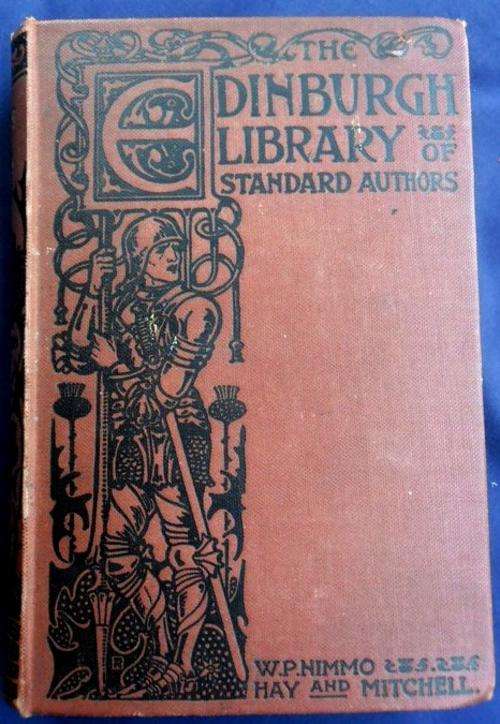 THE
EDINBURGH
LIBRARY OF
STANDARD AUTHORS
R
W.P.NIMMO
HAY AND MITCHELL.